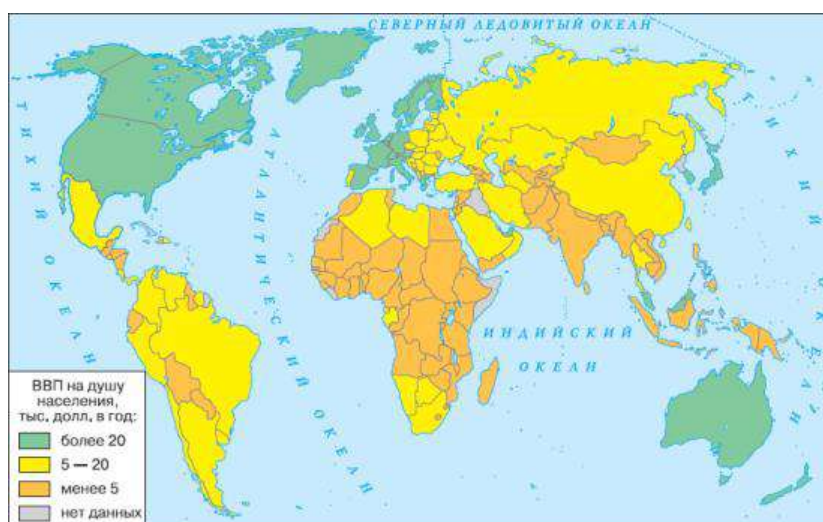 СЕВЕРНЫЙ ЛЕДОВИТЫЙ ОКЕАН
ТИХИЙ ОКЕАН
АТЛАНТИЧЕСКИЙ ОКЕАН
ИНДИЙСКИЙ
ОКЕАН
ТИХИЙ ОКЕАН
ВВП на душу
населения,
тыс. долл. в год:
более 20
5 — 20
менее 5
нет данных